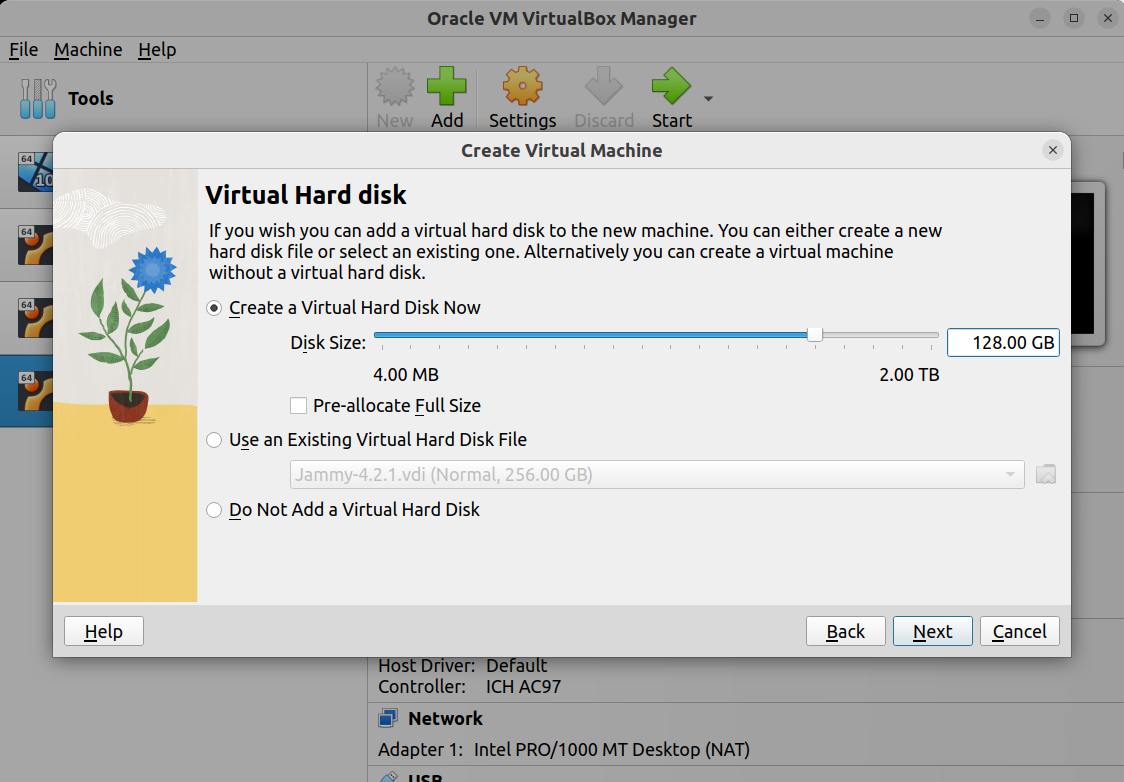 Oracle VM VirtualBox Manager
File Machine Help
Tools
New Add Settings Discard Start
64
10
64
64
64
Create Virtual Machine
Virtual Hard disk
If you wish you can add a virtual hard disk to the new machine. You can either create a new
hard disk file or select an existing one. Alternatively you can create a virtual machine
without a virtual hard disk.
Create a Virtual Hard Disk Now
Disk Size:
128.00 GB
4.00 MB 2.00 TB
Pre-allocate Full Size
Use an Existing Virtual Hard Disk File
Jammy-4.2.1.vdi (Normal, 256.00 GB)
Do Not Add a Virtual Hard Disk
Help Back Next Cancel
Host Driver: Default
Controller: ICH AC97
Network
Adapter 1: Intel PRO/1000 MT Desktop (NAT)
USB